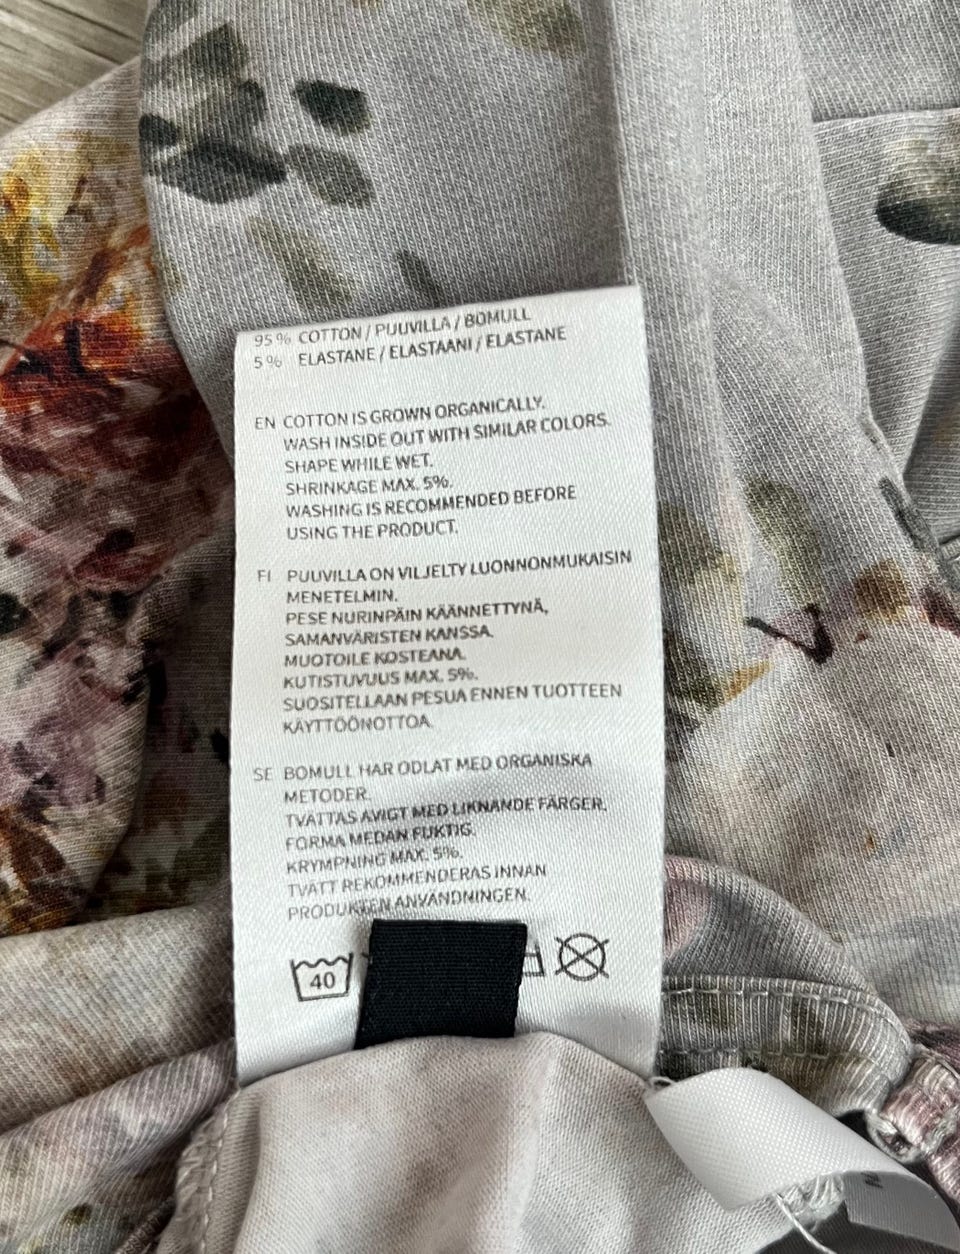 95% COTTON / PUUVILLA / BOMULL
5% ELASTANE / ELASTAANI / ELASTANE
EN COTTON IS GROWN ORGANICALLY.
WASH INSIDE OUT WITH SIMILAR COLORS.
SHAPE WHILE WET.
SHRINKAGE MAX. 5%.
WASHING IS RECOMMENDED BEFORE
USING THE PRODUCT.
FI PUUVILLA ON VILJELTY LUONNONMUKAISIN
MENETELMIN.
PESE NURINPÄIN KÄÄNNETTYNÄ,
SAMANVÄRISTEN KANSSA.
MUOTOILE KOSTEANA.
KUTISTUVUUS MAX. 5%.
SUOSITELLAAN PESUA ENNEN TUOTTEEN
KÄYTTÖÖNOTTOA.
SE BOMULL HAR ODLAT MED ORGANISKA
METODER.
TVÄTTAS AVIGT MED LIKNANDE FÄRGER.
FORMA MEDAN FUKTIG.
KRYMPNING MAX. 5%.
TVÄTT REKOMMENDERAS INNAN
PRODUKTEN ANVÄNDNINGEN.
40